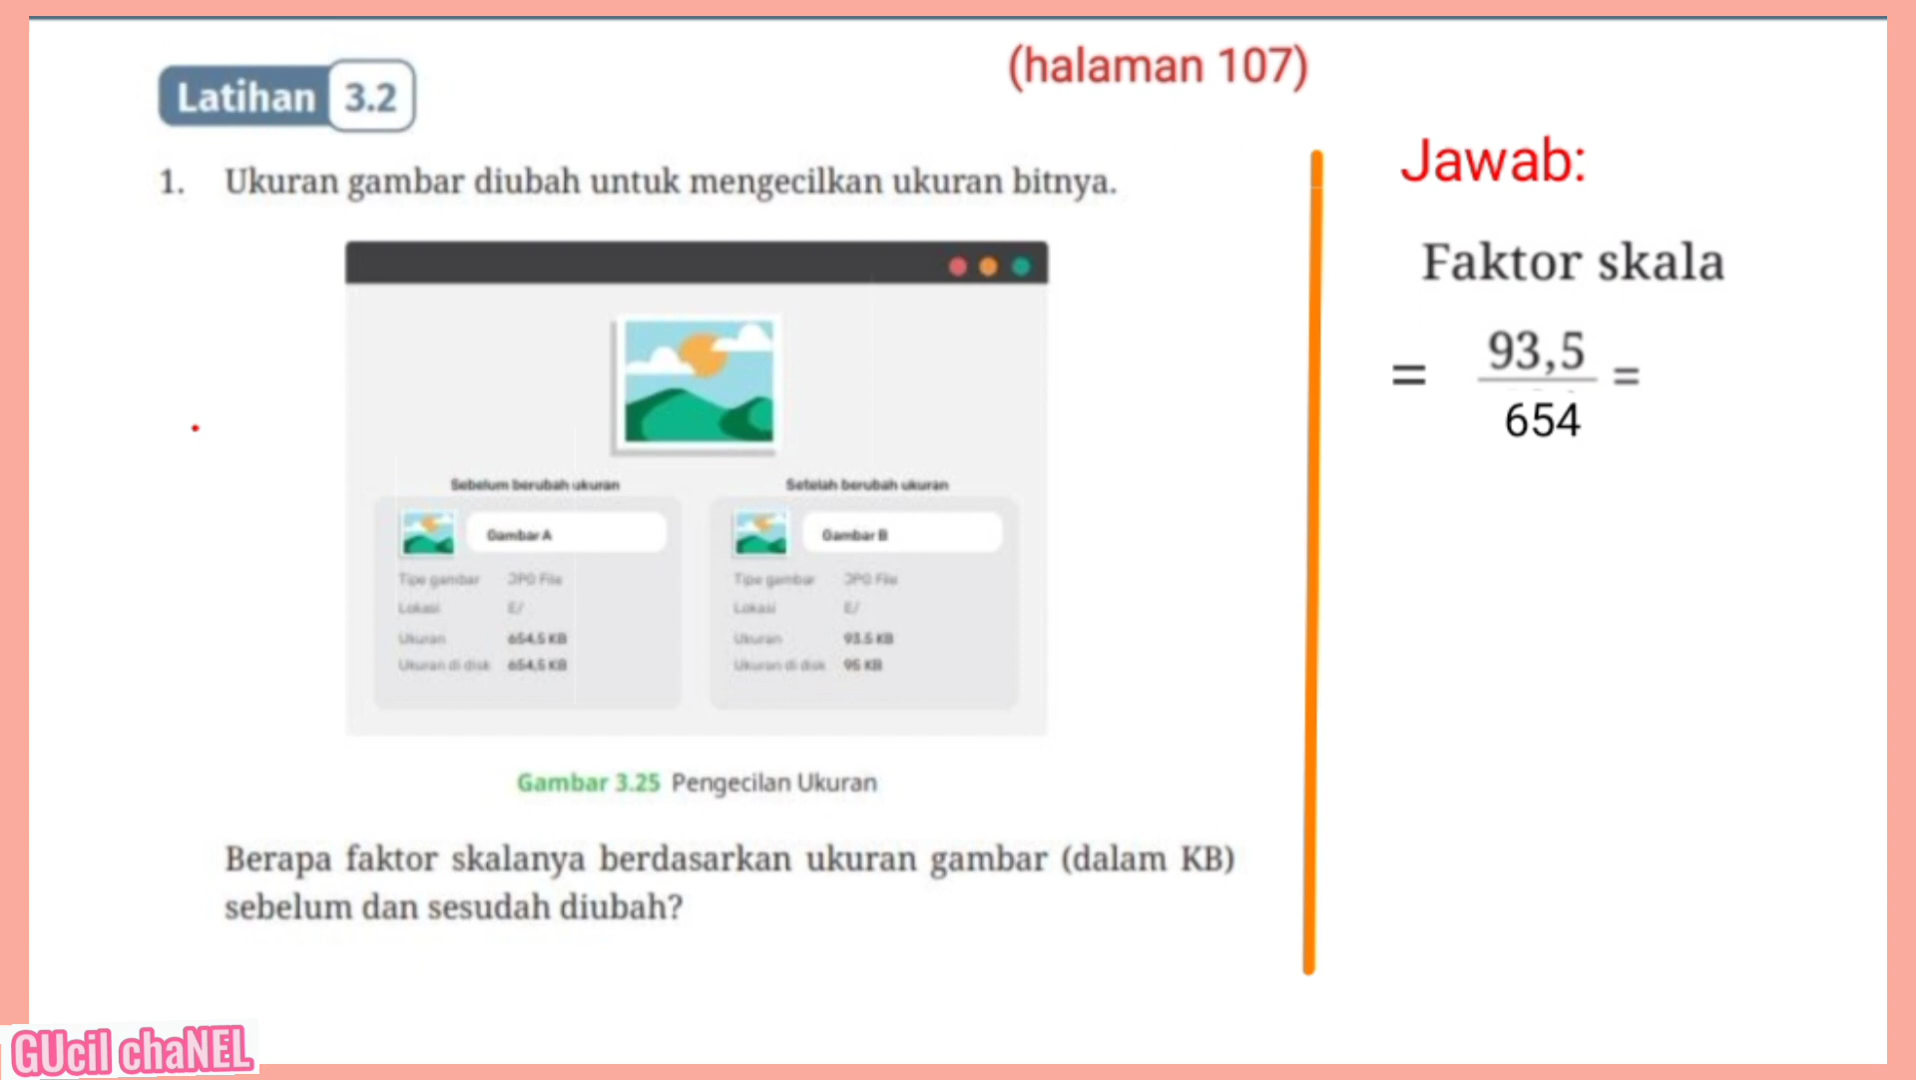 (halaman 107)
Latihan 3.2
1. Ukuran gambar diubah untuk mengecilkan ukuran bitnya.
Sebelum berubah ukuran
Gambar A
Tipe gambar JPG File
Lokasi E/
Ukuran 654,5 KB
Ukuran di disk 654,5 KB
Setelah berubah ukuran
Gambar B
Tipe gambar JPG File
Lokasi E/
Ukuran 93.5 KB
Ukuran di disk 95 KB
Gambar 3.25 Pengecilan Ukuran
Berapa faktor skalanya berdasarkan ukuran gambar (dalam KB)
sebelum dan sesudah diubah?
Jawab:
Faktor skala
= 93,5 =
654
GUcil chaNEL